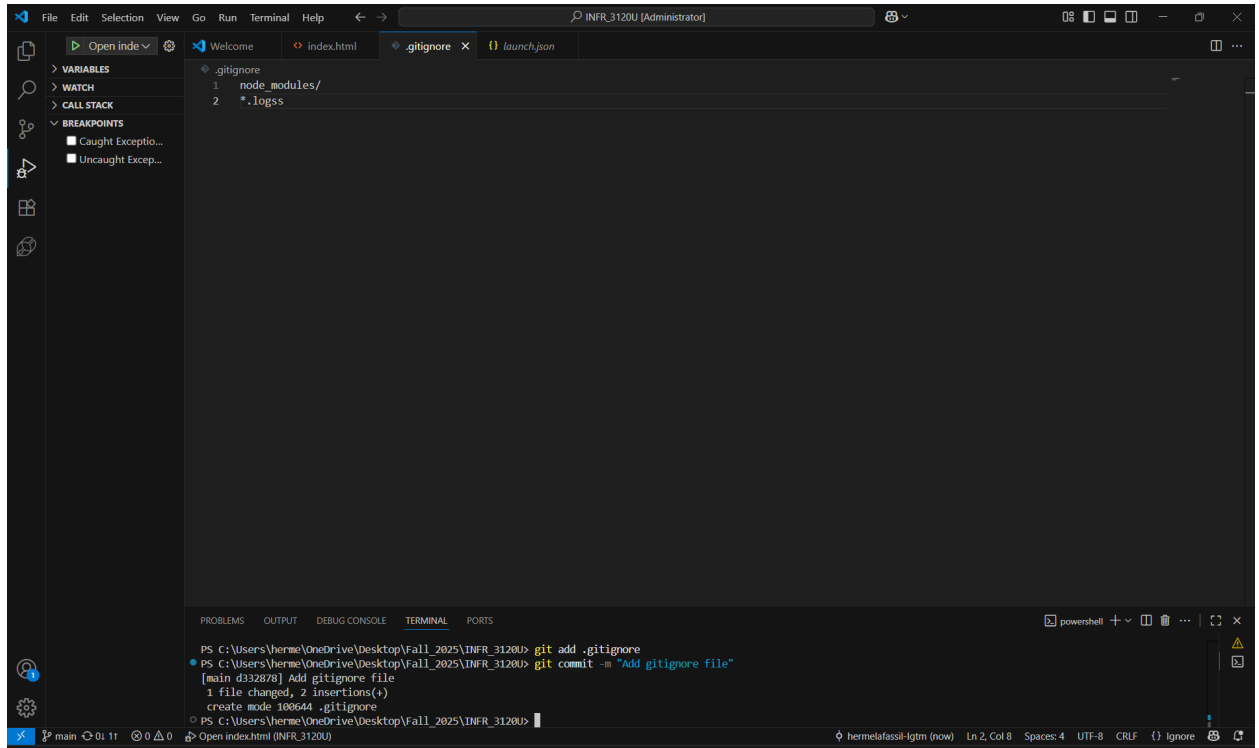 File Edit Selection View Go Run Terminal Help
INFR_3120U [Administrator]
Open inde
Welcome
index.html
.gitignore
launch.json
VARIABLES
WATCH
CALL STACK
BREAKPOINTS
Caught Exceptio...
Uncaught Excep...
.gitignore
1 node_modules/
2 *.logss
PROBLEMS OUTPUT DEBUG CONSOLE TERMINAL PORTS
powershell
PS C:\Users\herme\OneDrive\Desktop\Fall_2025\INFR_3120U> git add .gitignore
PS C:\Users\herme\OneDrive\Desktop\Fall_2025\INFR_3120U> git commit -m "Add gitignore file"
[main d332878] Add gitignore file
1 file changed, 2 insertions(+)
create mode 100644 .gitignore
PS C:\Users\herme\OneDrive\Desktop\Fall_2025\INFR_3120U>
1
main 0↓ 1↑ 0 0 Open index.html (INFR_3120U) hermelafassil-lgtm (now) Ln 2, Col 8 Spaces: 4 UTF-8 CRLF {} Ignore